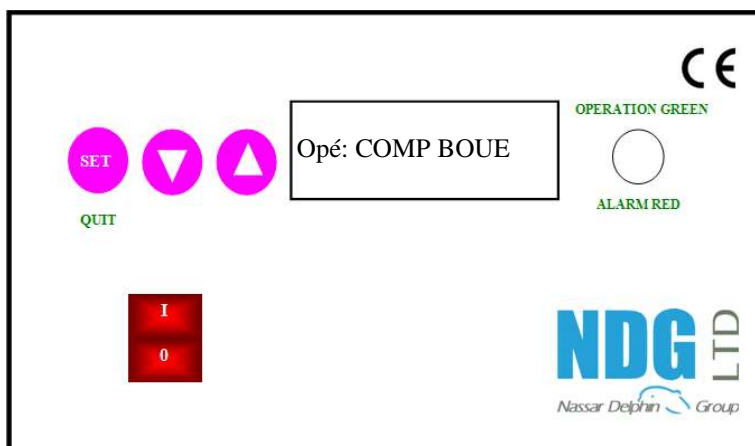 CE
OPERATION GREEN
Opé: COMP BOUE
SET
ALARM RED
QUIT
I
0
NDG LTD
Nassar Delphin Group